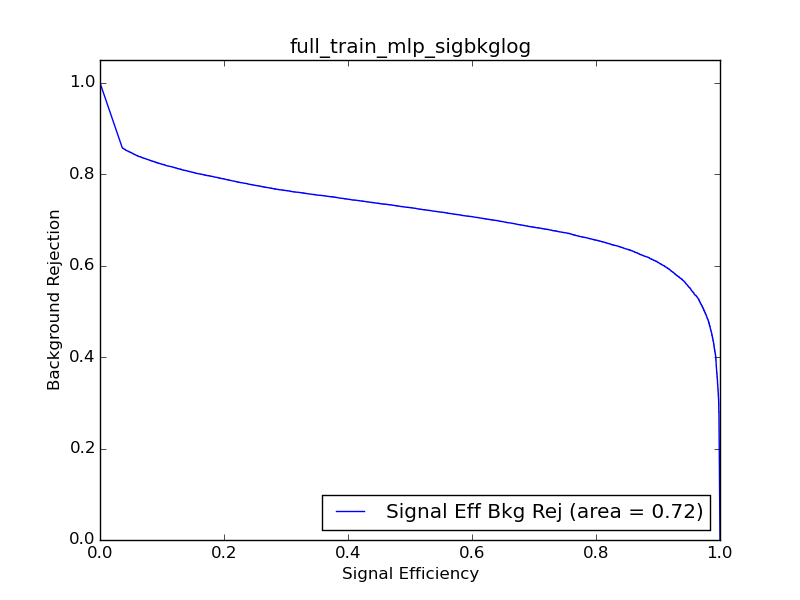 full_train_mlp_sigbkglog
1.0
0.8
0.6
0.4
0.2
0.0
Background Rejection
Signal Eff Bkg Rej (area = 0.72)
0.0 0.2 0.4 0.6 0.8 1.0
Signal Efficiency